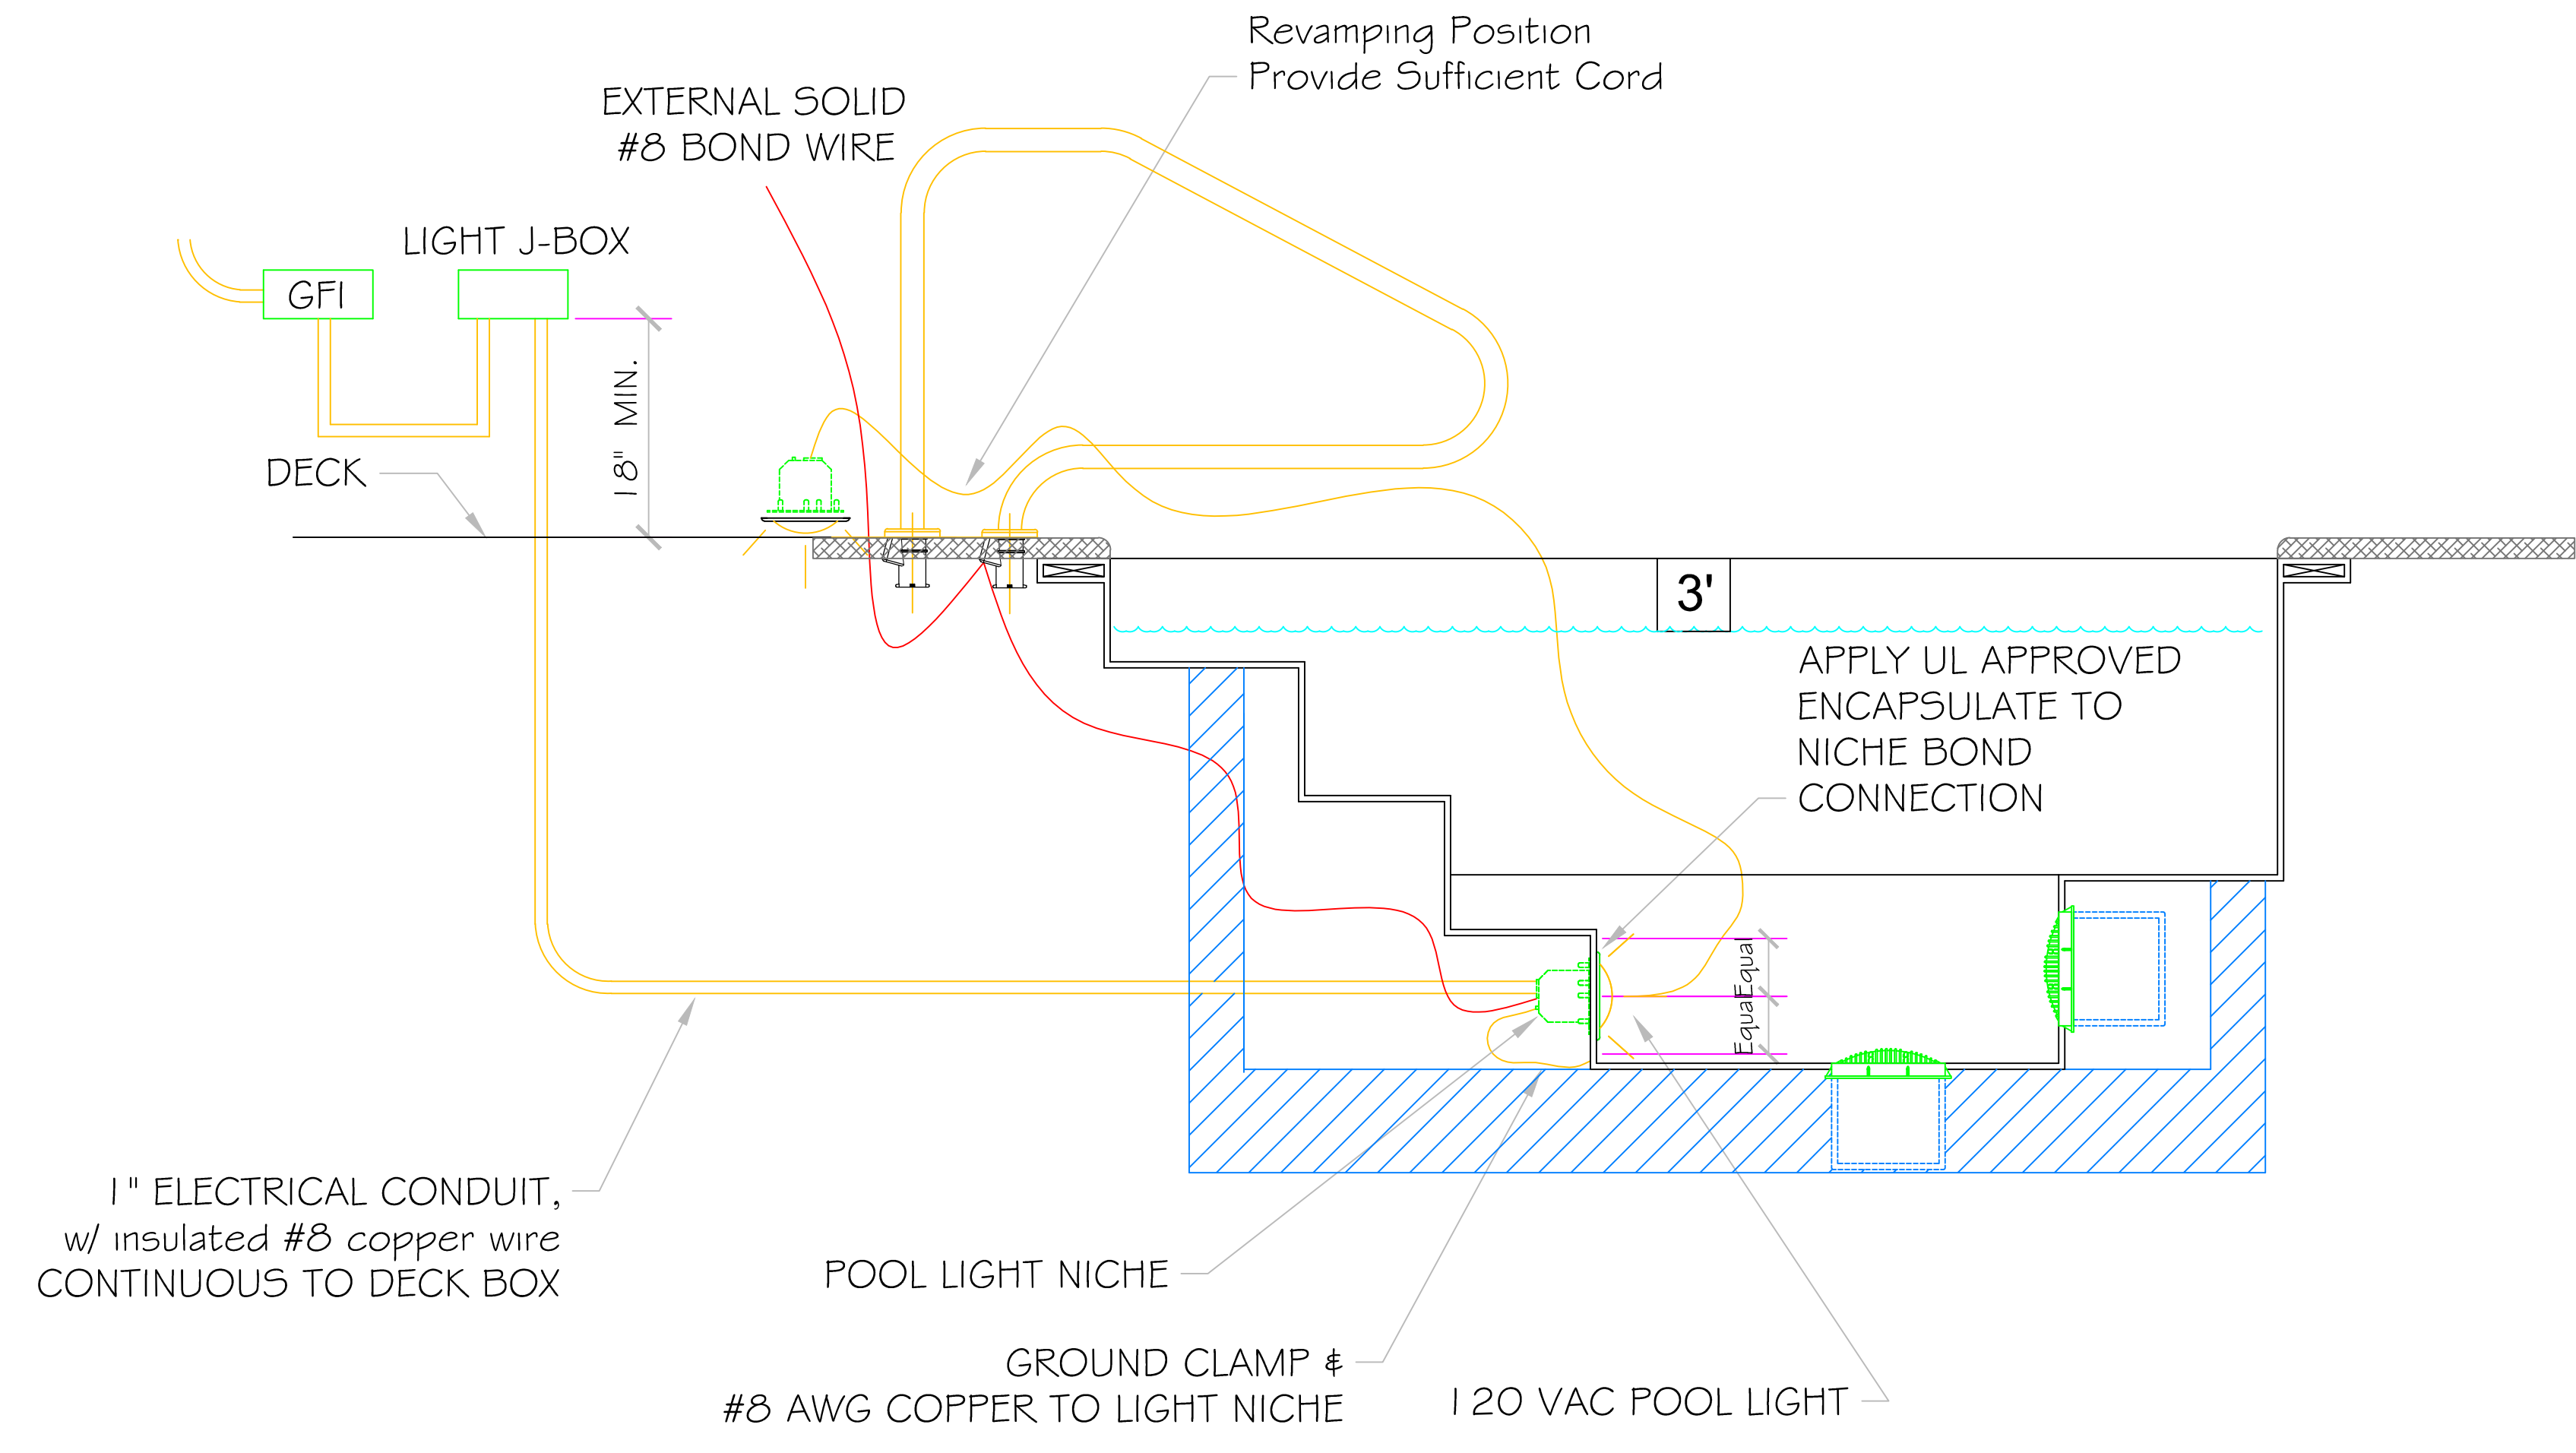 Revamping Position
Provide Sufficient Cord
EXTERNAL SOLID
#8 BOND WIRE
LIGHT J-BOX
GFI
18" MIN.
DECK
3'
APPLY UL APPROVED
ENCAPSULATE TO
NICHE BOND
CONNECTION
Equal
Equal
1" ELECTRICAL CONDUIT,
w/ insulated #8 copper wire
CONTINUOUS TO DECK BOX
POOL LIGHT NICHE
GROUND CLAMP &
#8 AWG COPPER TO LIGHT NICHE
120 VAC POOL LIGHT